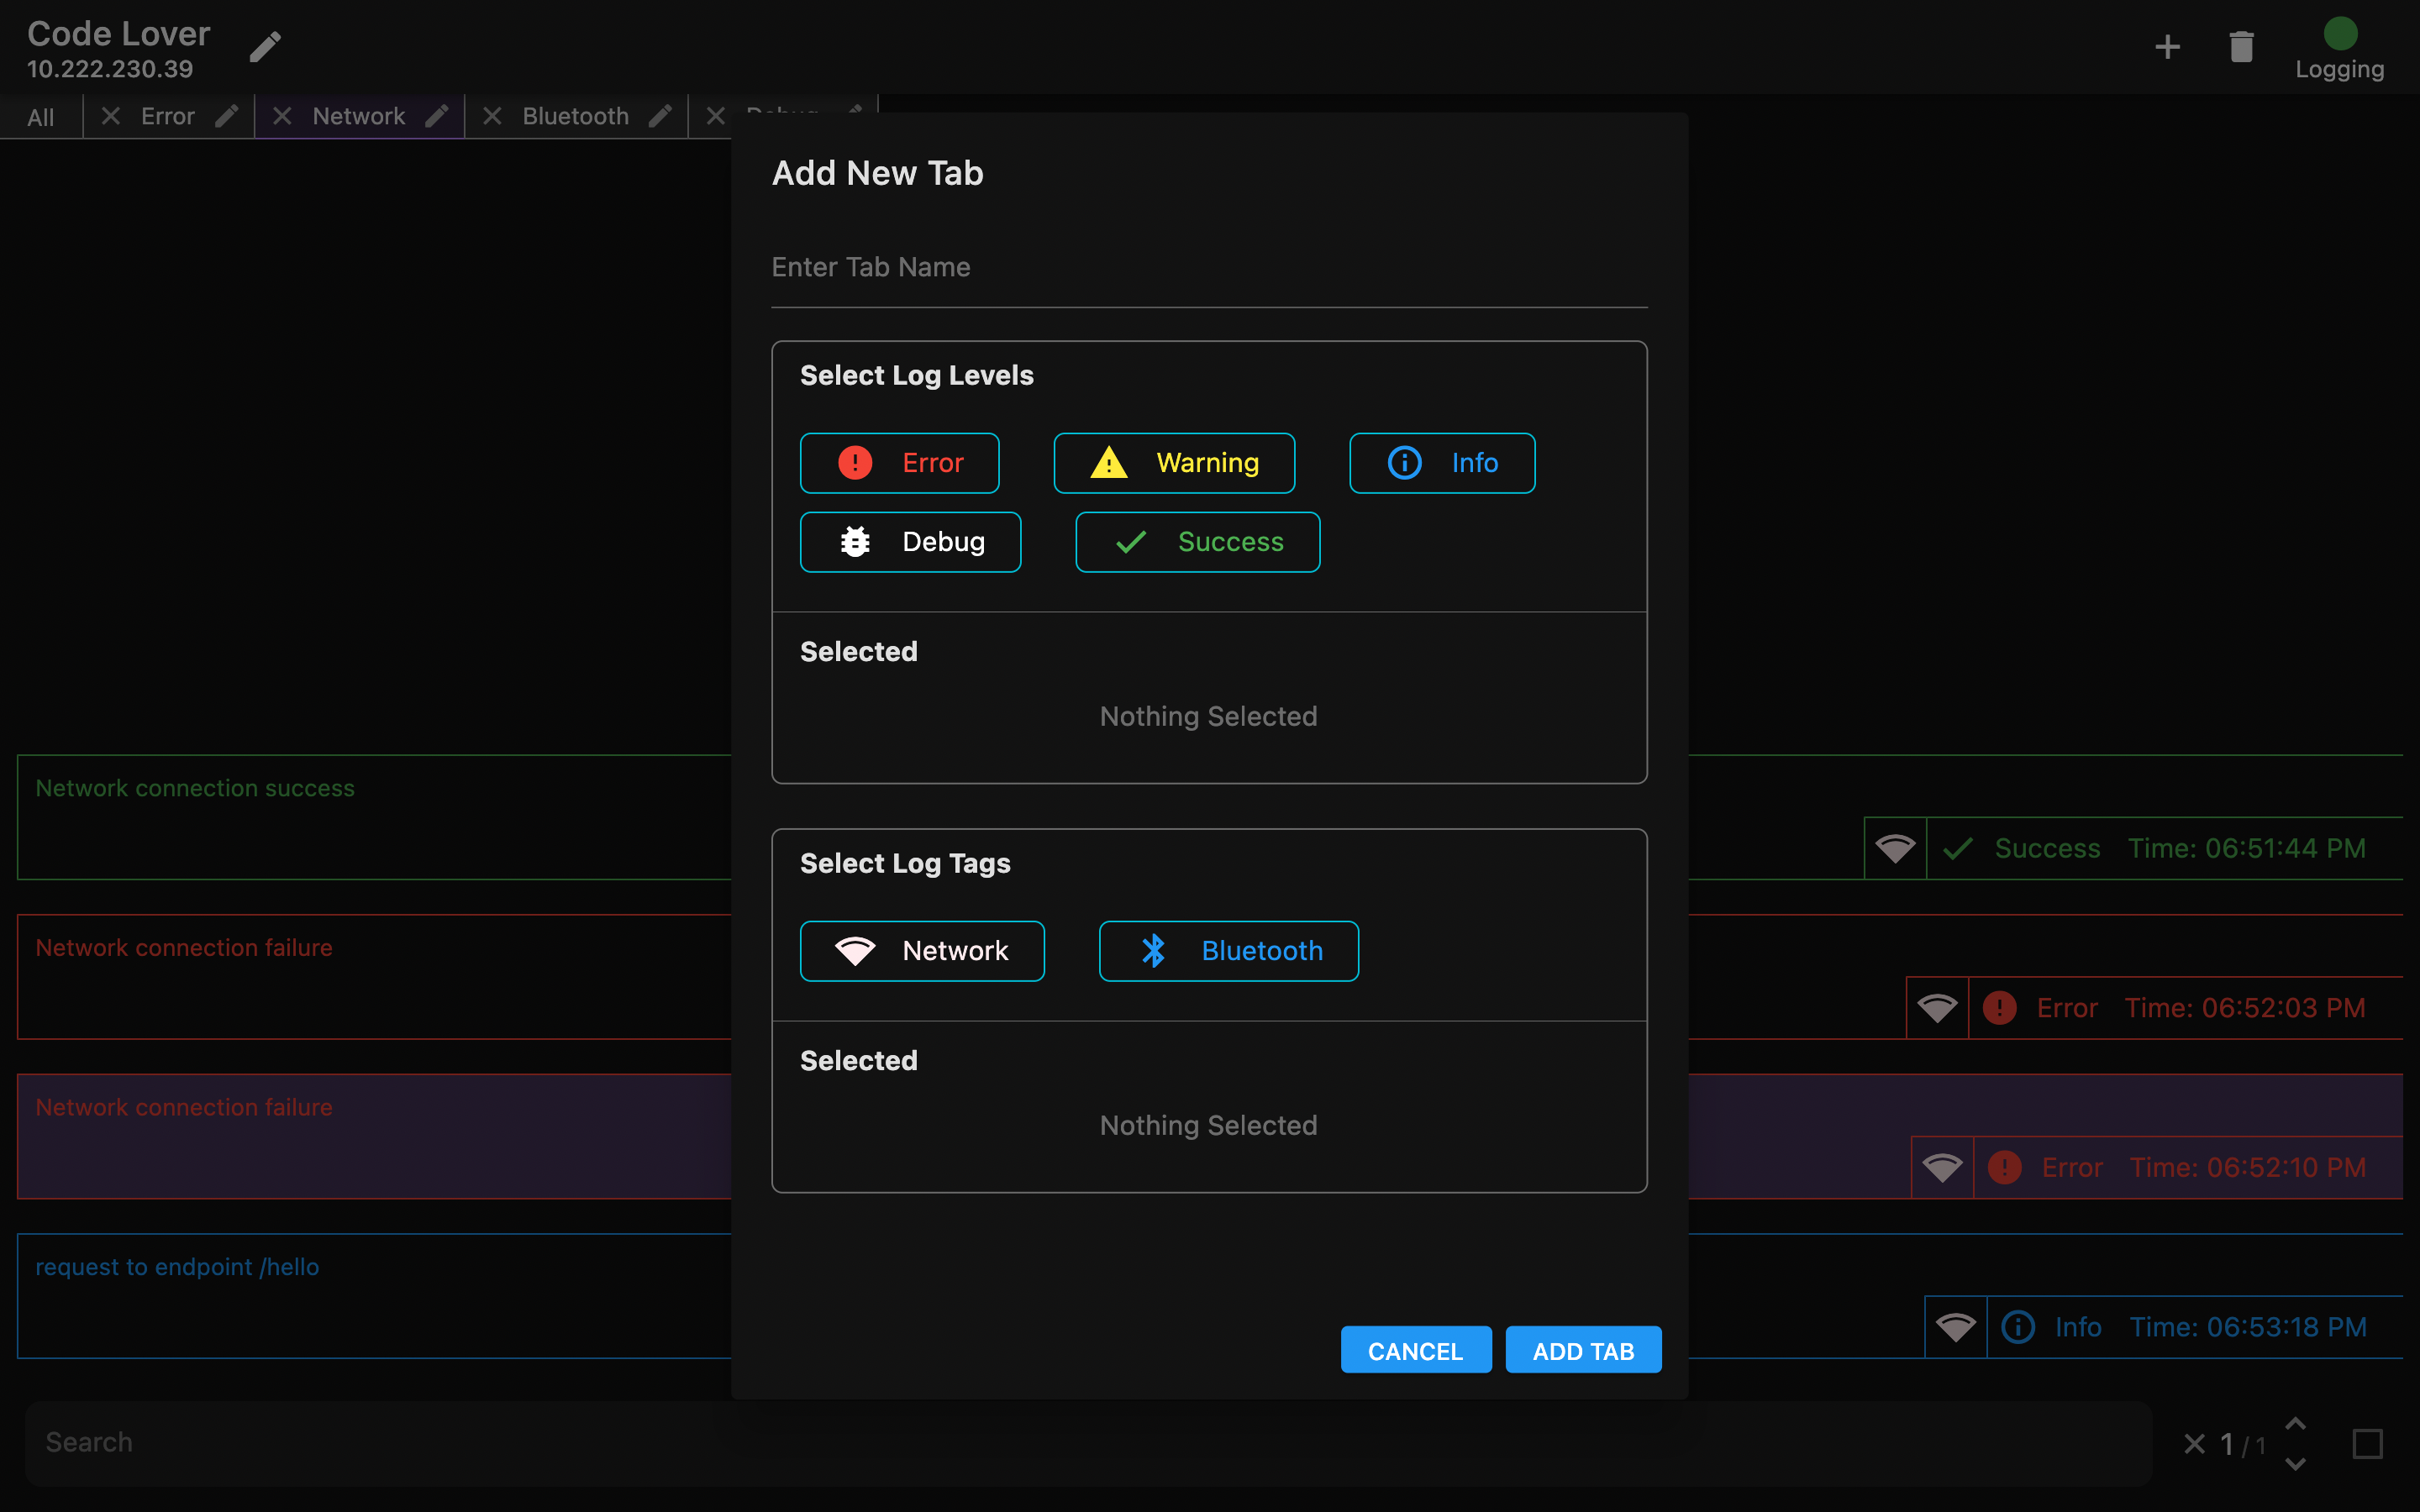 Code Lover
10.222.230.39
Logging
All Error Network Bluetooth Debug
Add New Tab
Enter Tab Name
Select Log Levels
Error Warning Info
Debug Success
Selected
Nothing Selected
Select Log Tags
Network Bluetooth
Selected
Nothing Selected
CANCEL ADD TAB
Network connection success
Success Time: 06:51:44 PM
Network connection failure
Error Time: 06:52:03 PM
Network connection failure
Error Time: 06:52:10 PM
request to endpoint /hello
Info Time: 06:53:18 PM
Search
1 / 1